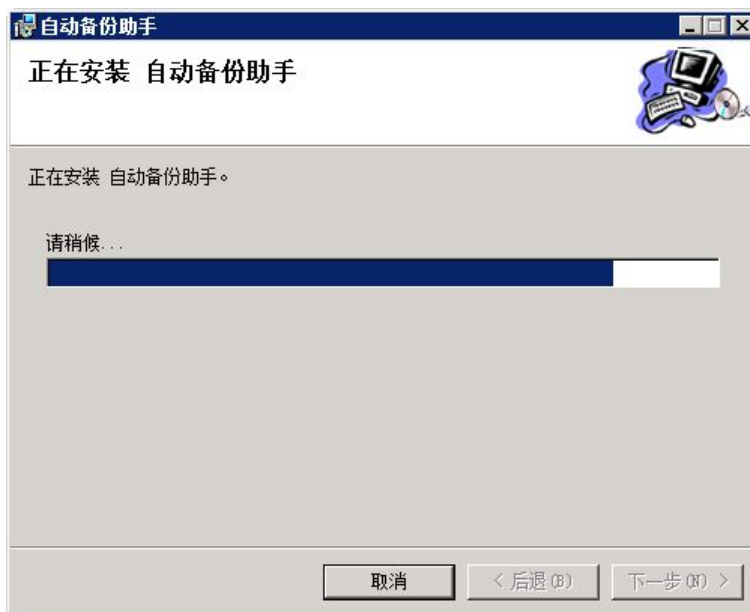 自动备份助手
正在安装 自动备份助手
正在安装 自动备份助手。
请稍候...
取消
< 后退(B)
下一步(N) >